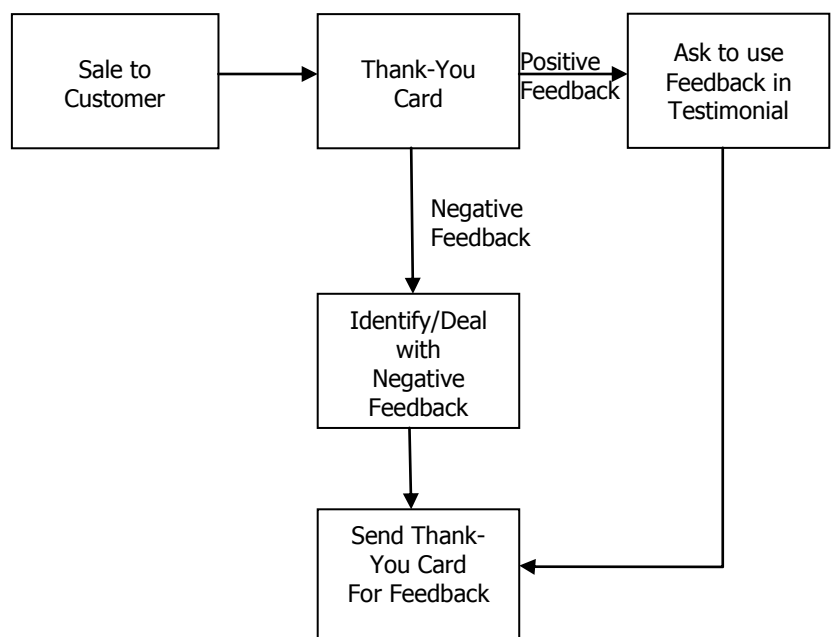 Sale to
Customer
Thank-You
Card
Positive
Feedback
Ask to use
Feedback in
Testimonial
Negative
Feedback
Identify/Deal
with
Negative
Feedback
Send Thank-
You Card
For Feedback